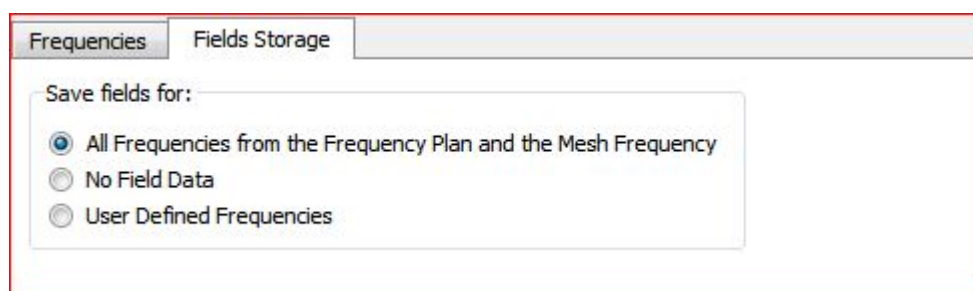 Frequencies Fields Storage
Save fields for:
All Frequencies from the Frequency Plan and the Mesh Frequency
No Field Data
User Defined Frequencies